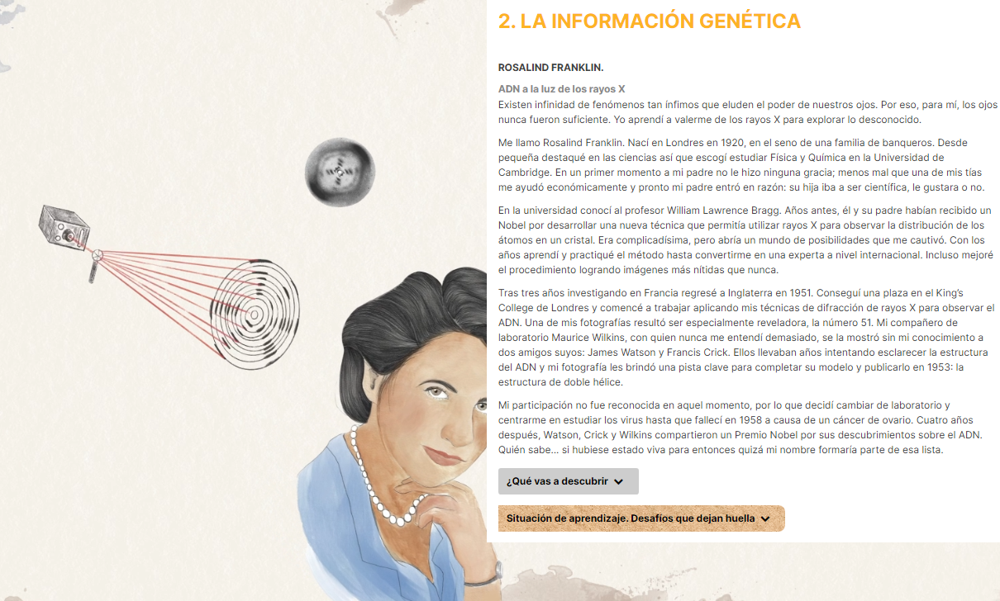 2. LA INFORMACIÓN GENÉTICA
ROSALIND FRANKLIN.
ADN a la luz de los rayos X
Existen infinidad de fenómenos tan ínfimos que eluden el poder de nuestros ojos. Por eso, para mí, los ojos
nunca fueron suficiente. Yo aprendí a valerme de los rayos X para explorar lo desconocido.
Me llamo Rosalind Franklin. Nací en Londres en 1920, en el seno de una familia de banqueros. Desde
pequeña destaqué en las ciencias así que escogí estudiar Física y Química en la Universidad de
Cambridge. En un primer momento a mi padre no le hizo ninguna gracia; menos mal que una de mis tías
me ayudó económicamente y pronto mi padre entró en razón: su hija iba a ser científica, le gustara o no.
En la universidad conocí al profesor William Lawrence Bragg. Años antes, él y su padre habían recibido un
Nobel por desarrollar una nueva técnica que permitía utilizar rayos X para observar la distribución de los
átomos en un cristal. Era complicadísima, pero abría un mundo de posibilidades que me cautivó. Con los
años aprendí y practiqué el método hasta convertirme en una experta a nivel internacional. Incluso mejoré
el procedimiento logrando imágenes más nítidas que nunca.
Tras tres años investigando en Francia regresé a Inglaterra en 1951. Conseguí una plaza en el King's
College de Londres y comencé a trabajar aplicando mis técnicas de difracción de rayos X para observar el
ADN. Una de mis fotografías resultó ser especialmente reveladora, la número 51. Mi compañero de
laboratorio Maurice Wilkins, con quien nunca me entendí demasiado, se la mostró sin mi conocimiento a
dos amigos suyos: James Watson y Francis Crick. Ellos llevaban años intentando esclarecer la estructura
del ADN y mi fotografía les brindó una pista clave para completar su modelo y publicarlo en 1953: la
estructura de doble hélice.
Mi participación no fue reconocida en aquel momento, por lo que decidí cambiar de laboratorio y
centrarme en estudiar los virus hasta que fallecí en 1958 a causa de un cáncer de ovario. Cuatro años
después, Watson, Crick y Wilkins compartieron un Premio Nobel por sus descubrimientos sobre el ADN.
Quién sabe... si hubiese estado viva para entonces quizá mi nombre formaría parte de esa lista.
¿Qué vas a descubrir
Situación de aprendizaje. Desafíos que dejan huella